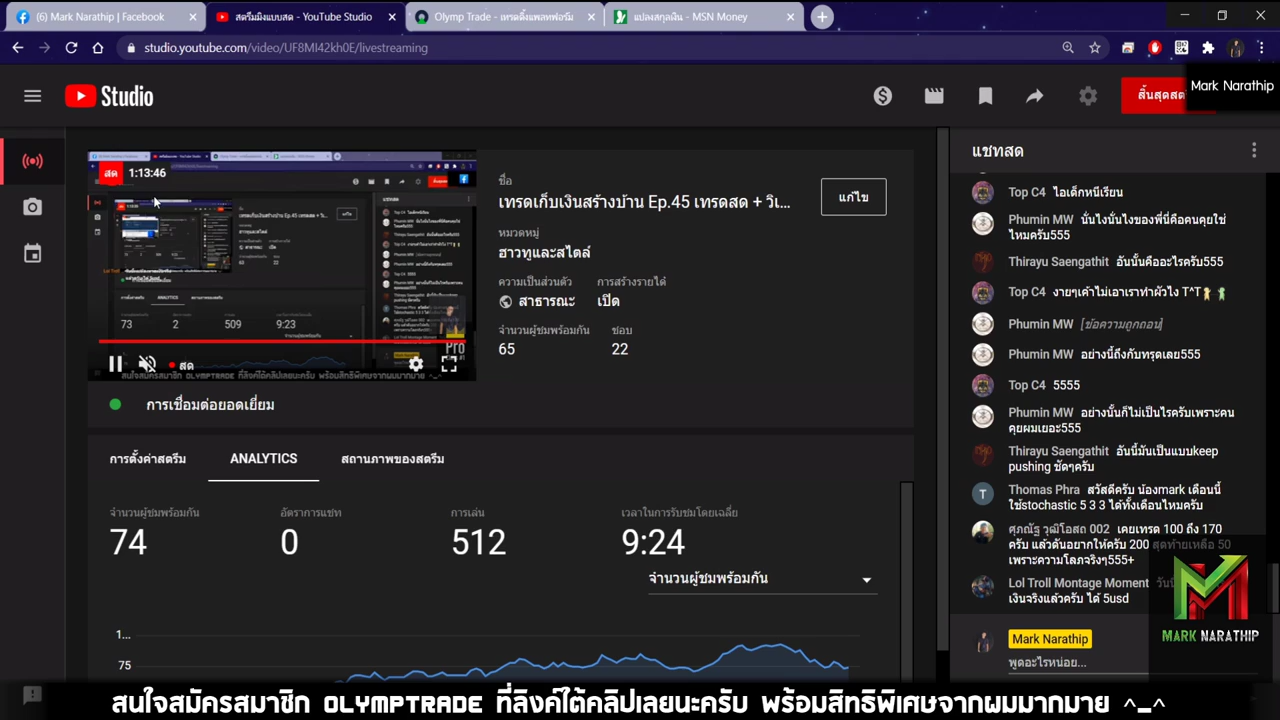 (6) Mark Narathip | Facebook
สตรีมมิงแบบสด - YouTube Studio
Olymp Trade - เทรดดิ้งแพลทฟอร์ม
แปลงสกุลเงิน - MSN Money
studio.youtube.com/video/UF8MI42kh0E/livestreaming
Studio
สิ้นสุดสต
Mark Narathip
สด 1:13:46
สด
ชื่อ
เทรดเก็บเงินสร้างบ้าน Ep.45 เทรดสด + วิเ...
แก้ไข
หมวดหมู่
ฮาวทูและสไตล์
ความเป็นส่วนตัว การสร้างรายได้
สาธารณะ เปิด
จำนวนผู้ชมพร้อมกัน ชอบ
65 22
การเชื่อมต่อยอดเยี่ยม
การตั้งค่าสตรีม ANALYTICS สถานภาพของสตรีม
จำนวนผู้ชมพร้อมกัน อัตราการแชท การเล่น เวลาในการรับชมโดยเฉลี่ย
74 0 512 9:24
จำนวนผู้ชมพร้อมกัน
1...
75
แชทสด
Top C4 ไอเด็กหนีเรียน
Phumin MW นั่นไงนั่นไงของพี่นี่คือคนคุยใช่
ไหมครับ555
Thirayu Saengathit อันนั้นคืออะไรครับ555
Top C4 งายๆเค้าไม่เอาเราทำผัวไง T^T
Phumin MW [ข้อความถูกถอน]
Phumin MW อย่างนี้ถึงกับทรุดเลย555
Top C4 5555
Phumin MW อย่างนั้นก็ไม่เป็นไรครับเพราะคน
คุยผมเยอะ555
Thirayu Saengathit อันนี้มันเป็นแบบkeep
pushing ชัดๆครับ
Thomas Phra สวัสดีครับ น้องmark เดือนนี้
ใช้stochastic 5 3 3 ได้ทั้งเดือนไหมครับ
ศุภณัฐ วุฒิโอสถ 002 เคยเทรด 100 ถึง 170
ครับ แล้วดันอยากให้ครบ 200 สุดท้ายเหลือ 50
เพราะความโลภจริงๆ555+
Lol Troll Montage Moment วันนี้
เงินจริงแล้วครับ ได้ 5usd
Mark Narathip
พูดอะไรหน่อย...
MARK NARATHIP
สนใจสมัครสมาชิก OLYMPTRADE ที่ลิงค์ใต้คลิปเลยนะครับ พร้อมสิทธิพิเศษจากผมมากมาย ^_^